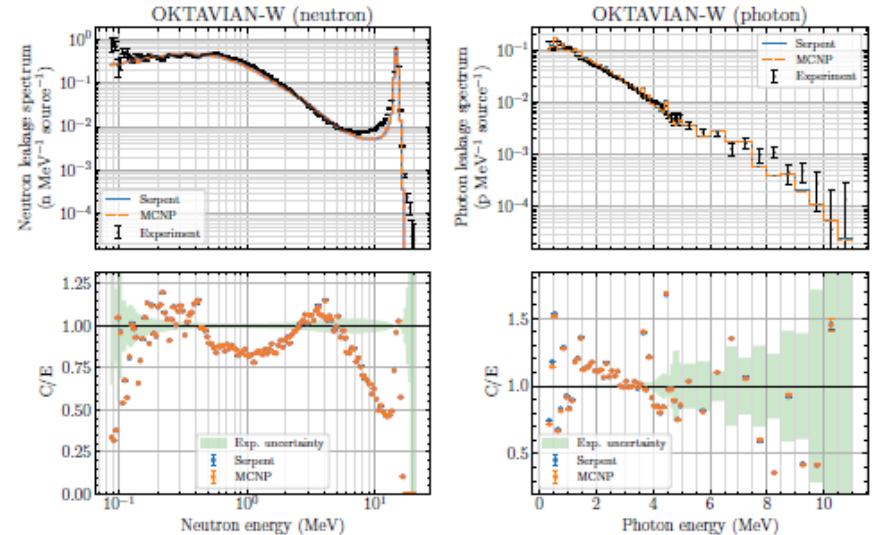 OKTAVIAN-W (neutron)
Neutron leakage spectrum
(n MeV⁻¹ source⁻¹)
10⁰
10⁻¹
10⁻²
10⁻³
10⁻⁴
Serpent
MCNP
Experiment
OKTAVIAN-W (photon)
Photon leakage spectrum
(p MeV⁻¹ source⁻¹)
10⁻¹
10⁻²
10⁻³
10⁻⁴
Serpent
MCNP
Experiment
C/E
1.25
1.00
0.75
0.50
0.25
0.00
Exp. uncertainty
Serpent
MCNP
10⁻¹
10⁰
10¹
Neutron energy (MeV)
C/E
1.5
1.0
0.5
Exp. uncertainty
Serpent
MCNP
0
2
4
6
8
10
Photon energy (MeV)